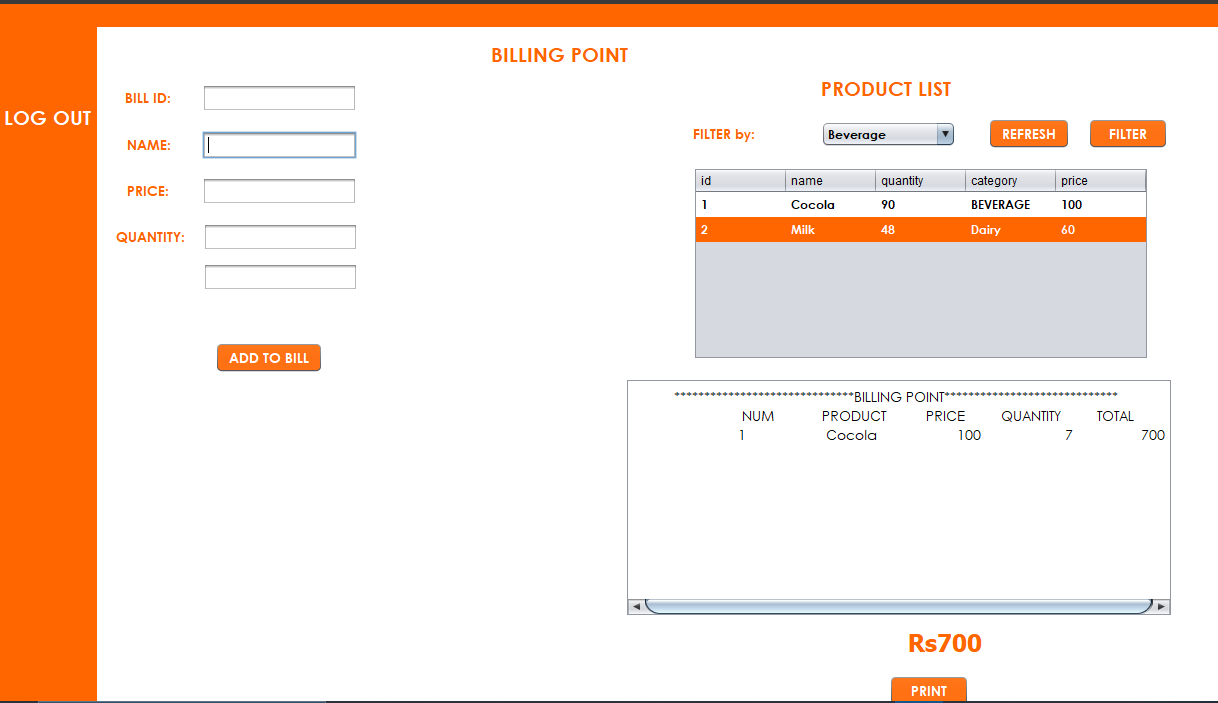 BILLING POINT
LOG OUT
BILL ID:
NAME:
PRICE:
QUANTITY:
ADD TO BILL
PRODUCT LIST
FILTER by: Beverage REFRESH FILTER
id name quantity category price
1 Cocola 90 BEVERAGE 100
2 Milk 48 Dairy 60
******************************BILLING POINT*****************************
NUM PRODUCT PRICE QUANTITY TOTAL
1 Cocola 100 7 700
Rs700
PRINT